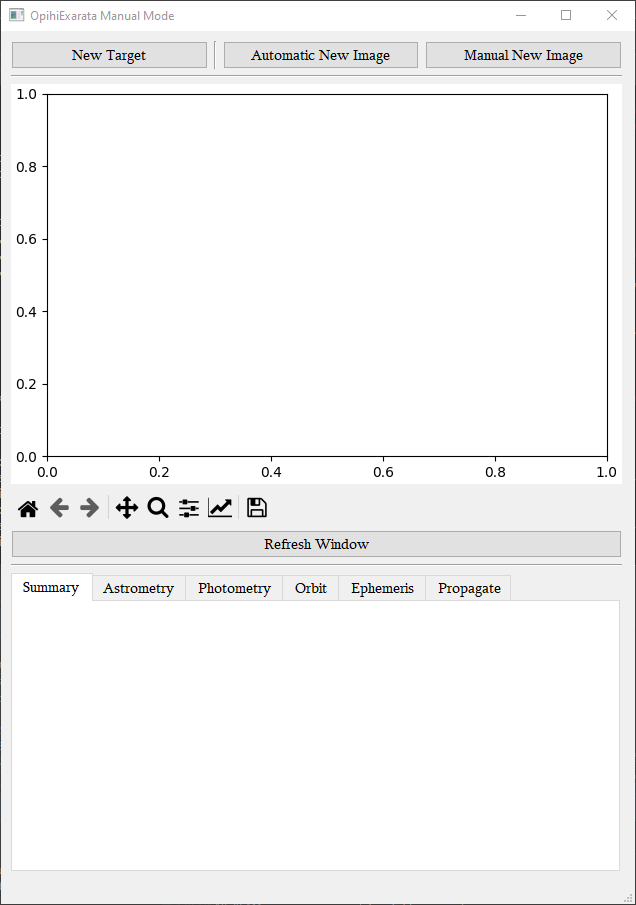 OpihiExarata Manual Mode
New Target Automatic New Image Manual New Image
1.0
0.8
0.6
0.4
0.2
0.0
0.0 0.2 0.4 0.6 0.8 1.0
Refresh Window
Summary Astrometry Photometry Orbit Ephemeris Propagate